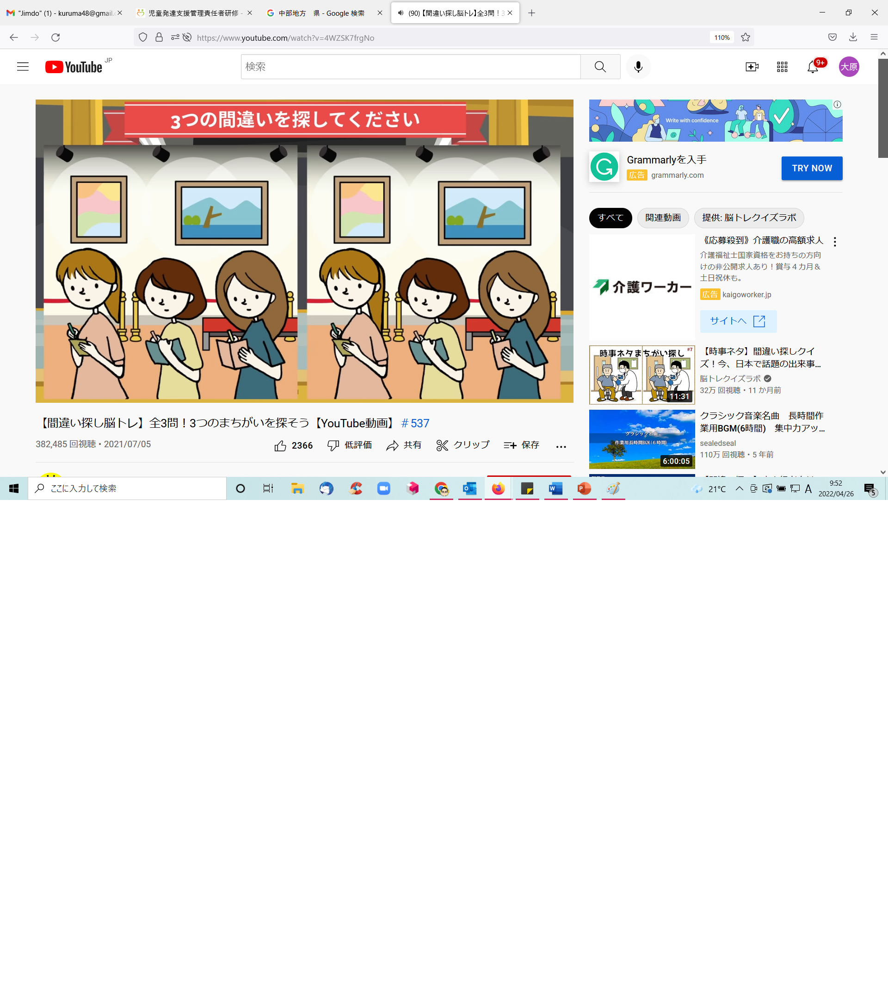 "Jimdo" (1) - kuruma48@gmail.c
児童発達支援管理責任者研修 -
中部地方　県 - Google 検索
(90)【間違い探し脳トレ】全3問！3
https://www.youtube.com/watch?v=4WZSK7frgNo
110%
YouTube JP
検索
9+
大原
3つの間違いを探してください
Write with confidence
Grammarlyを入手
広告 grammarly.com
TRY NOW
すべて
関連動画
提供: 脳トレクイズラボ
介護ワーカー
《応募殺到》介護職の高額求人
介護福祉士国家資格をお持ちの方向
けの非公開求人あり！賞与４カ月＆
土日祝休も。
広告 kaigoworker.jp
サイトへ
時事ネタまちがい探し #7
11:31
【時事ネタ】間違い探しクイ
ズ！今、日本で話題の出来事...
脳トレクイズラボ
32万 回視聴・11 か月前
クラシック名曲
作業用長時間BGM（６時間）
6:00:05
クラシック音楽名曲　長時間作
業用BGM(6時間)　集中力アッ...
sealedseal
110万 回視聴・5 年前
【間違い探し脳トレ】全3問！3つのまちがいを探そう【YouTube動画】＃537
382,485 回視聴・2021/07/05
2366
低評価
共有
クリップ
保存
ここに入力して検索
21°C
A
9:52
2022/04/26
5